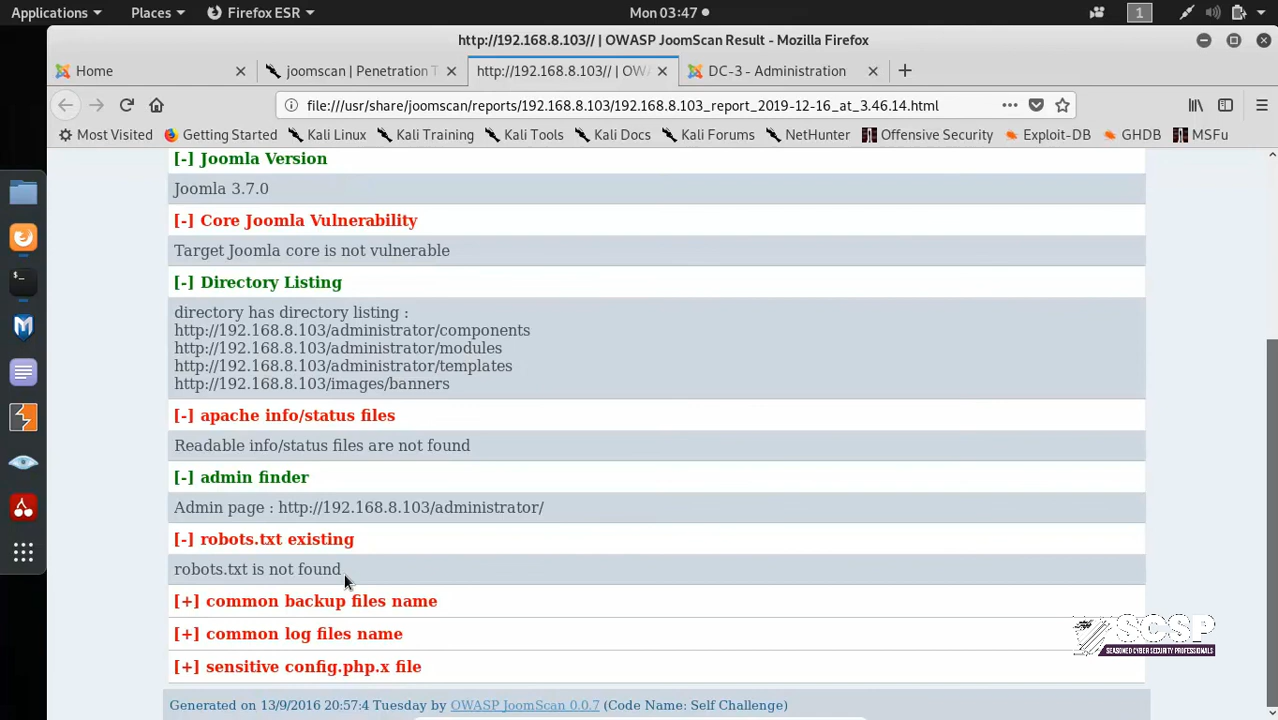 Applications
Places
Firefox ESR
Mon 03:47
1
http://192.168.8.103// | OWASP JoomScan Result - Mozilla Firefox
Home
joomscan | Penetration T
http://192.168.8.103// | OW
DC-3 - Administration
file:///usr/share/joomscan/reports/192.168.8.103/192.168.8.103_report_2019-12-16_at_3.46.14.html
Most Visited
Getting Started
Kali Linux
Kali Training
Kali Tools
Kali Docs
Kali Forums
NetHunter
Offensive Security
Exploit-DB
GHDB
MSFu
[-] Joomla Version
Joomla 3.7.0
[-] Core Joomla Vulnerability
Target Joomla core is not vulnerable
[-] Directory Listing
directory has directory listing :
http://192.168.8.103/administrator/components
http://192.168.8.103/administrator/modules
http://192.168.8.103/administrator/templates
http://192.168.8.103/images/banners
[-] apache info/status files
Readable info/status files are not found
[-] admin finder
Admin page : http://192.168.8.103/administrator/
[-] robots.txt existing
robots.txt is not found
[+] common backup files name
[+] common log files name
[+] sensitive config.php.x file
SCSP
SEASONED CYBER SECURITY PROFESSIONALS
Generated on 13/9/2016 20:57:4 Tuesday by OWASP JoomScan 0.0.7 (Code Name: Self Challenge)